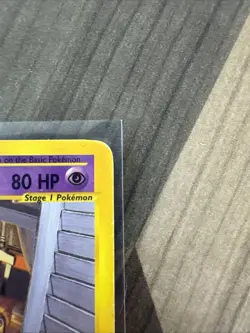 on the Basic Pokémon
80 HP
Stage 1 Pokémon